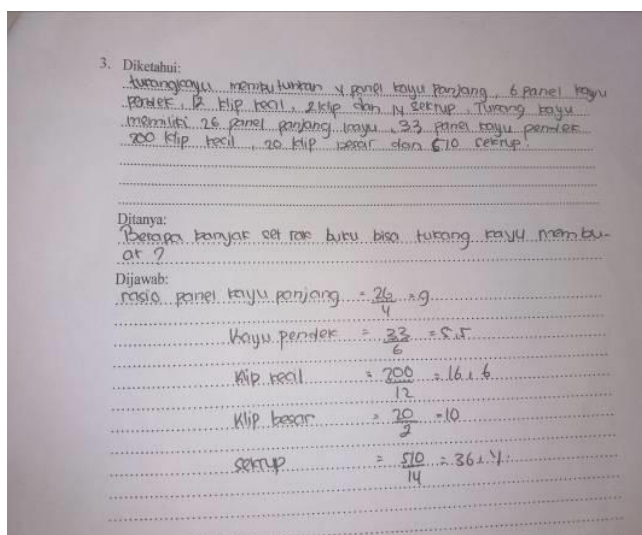 3. Diketahui:
tukang kayu membutuhkan 4 panel kayu panjang, 6 panel kayu
pendek, 12 klip kecil, 2 klip dan 14 sekrup. Tukang kayu
memiliki 26 panel panjang kayu, 33 panel kayu pendek
200 klip kecil, 20 klip besar dan 510 sekrup.
Ditanya:
Berapa banyak set rak buku bisa tukang kayu membu-
at ?
Dijawab:
rasio panel kayu panjang = 26/4 = 9
Kayu pendek = 33/6 = 5.5
Klip kecil = 200/12 = 16,6
Klip besar = 20/2 = 10
sekrup = 510/14 = 36,4